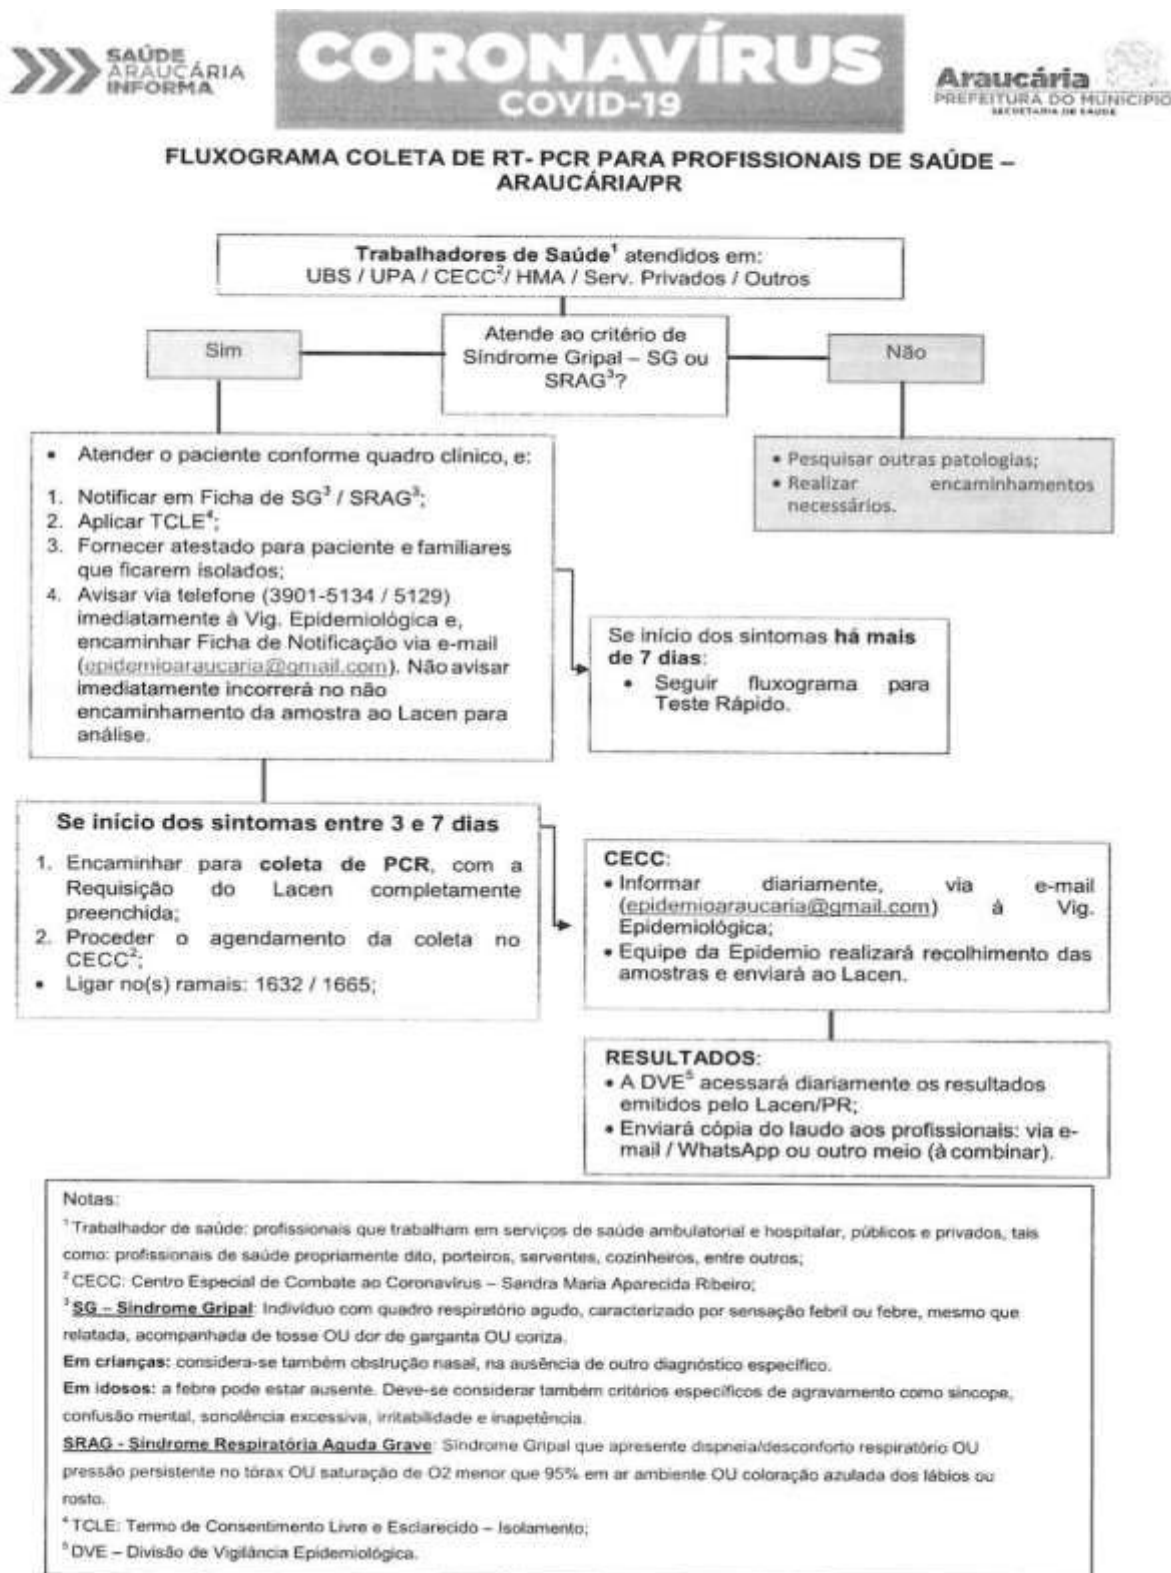 SAÚDE
ARAUCÁRIA
INFORMA
CORONAVÍRUS
COVID-19
Araucária
PREFEITURA DO MUNICÍPIO
SECRETARIA DE SAÚDE
FLUXOGRAMA COLETA DE RT- PCR PARA PROFISSIONAIS DE SAÚDE –
ARAUCÁRIA/PR
Trabalhadores de Saúde¹ atendidos em:
UBS / UPA / CECC²/ HMA / Serv. Privados / Outros
Atende ao critério de
Síndrome Gripal – SG ou
SRAG³?
Sim
Não
• Atender o paciente conforme quadro clínico, e:
1. Notificar em Ficha de SG³ / SRAG³;
2. Aplicar TCLE⁴;
3. Fornecer atestado para paciente e familiares
que ficarem isolados;
4. Avisar via telefone (3901-5134 / 5129)
imediatamente à Vig. Epidemiológica e,
encaminhar Ficha de Notificação via e-mail
(epidemioaraucaria@gmail.com). Não avisar
imediatamente incorrerá no não
encaminhamento da amostra ao Lacen para
análise.
• Pesquisar outras patologias;
• Realizar encaminhamentos
necessários.
Se início dos sintomas há mais
de 7 dias:
• Seguir fluxograma para
Teste Rápido.
Se início dos sintomas entre 3 e 7 dias
1. Encaminhar para coleta de PCR, com a
Requisição do Lacen completamente
preenchida;
2. Proceder o agendamento da coleta no
CECC²;
• Ligar no(s) ramais: 1632 / 1665;
CECC:
• Informar diariamente, via e-mail
(epidemioaraucaria@gmail.com) à Vig.
Epidemiológica;
• Equipe da Epidemio realizará recolhimento das
amostras e enviará ao Lacen.
RESULTADOS:
• A DVE⁵ acessará diariamente os resultados
emitidos pelo Lacen/PR;
• Enviará cópia do laudo aos profissionais: via e-
mail / WhatsApp ou outro meio (à combinar).
Notas:
¹ Trabalhador de saúde: profissionais que trabalham em serviços de saúde ambulatorial e hospitalar, públicos e privados, tais
como: profissionais de saúde propriamente dito, porteiros, serventes, cozinheiros, entre outros;
² CECC: Centro Especial de Combate ao Coronavírus – Sandra Maria Aparecida Ribeiro;
³ SG – Síndrome Gripal: Indivíduo com quadro respiratório agudo, caracterizado por sensação febril ou febre, mesmo que
relatada, acompanhada de tosse OU dor de garganta OU coriza.
Em crianças: considera-se também obstrução nasal, na ausência de outro diagnóstico específico.
Em idosos: a febre pode estar ausente. Deve-se considerar também critérios específicos de agravamento como síncope,
confusão mental, sonolência excessiva, irritabilidade e inapetência.
SRAG - Síndrome Respiratória Aguda Grave: Síndrome Gripal que apresente dispneia/desconforto respiratório OU
pressão persistente no tórax OU saturação de O2 menor que 95% em ar ambiente OU coloração azulada dos lábios ou
rosto.
⁴ TCLE: Termo de Consentimento Livre e Esclarecido – Isolamento;
⁵ DVE – Divisão de Vigilância Epidemiológica.